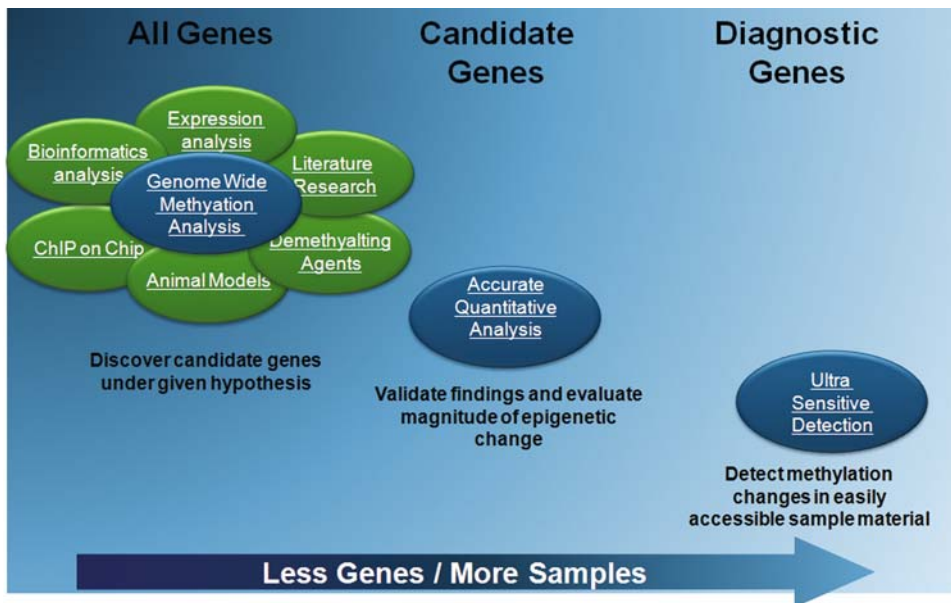 All Genes
Candidate
Genes
Diagnostic
Genes
Expression
analysis
Bioinformatics
analysis
Literature
Research
Genome Wide
Methyation
Analysis
ChIP on Chip
Demethyalting
Agents
Animal Models
Discover candidate genes
under given hypothesis
Accurate
Quantitative
Analysis
Validate findings and evaluate
magnitude of epigenetic
change
Ultra
Sensitive
Detection
Detect methylation
changes in easily
accessible sample material
Less Genes / More Samples